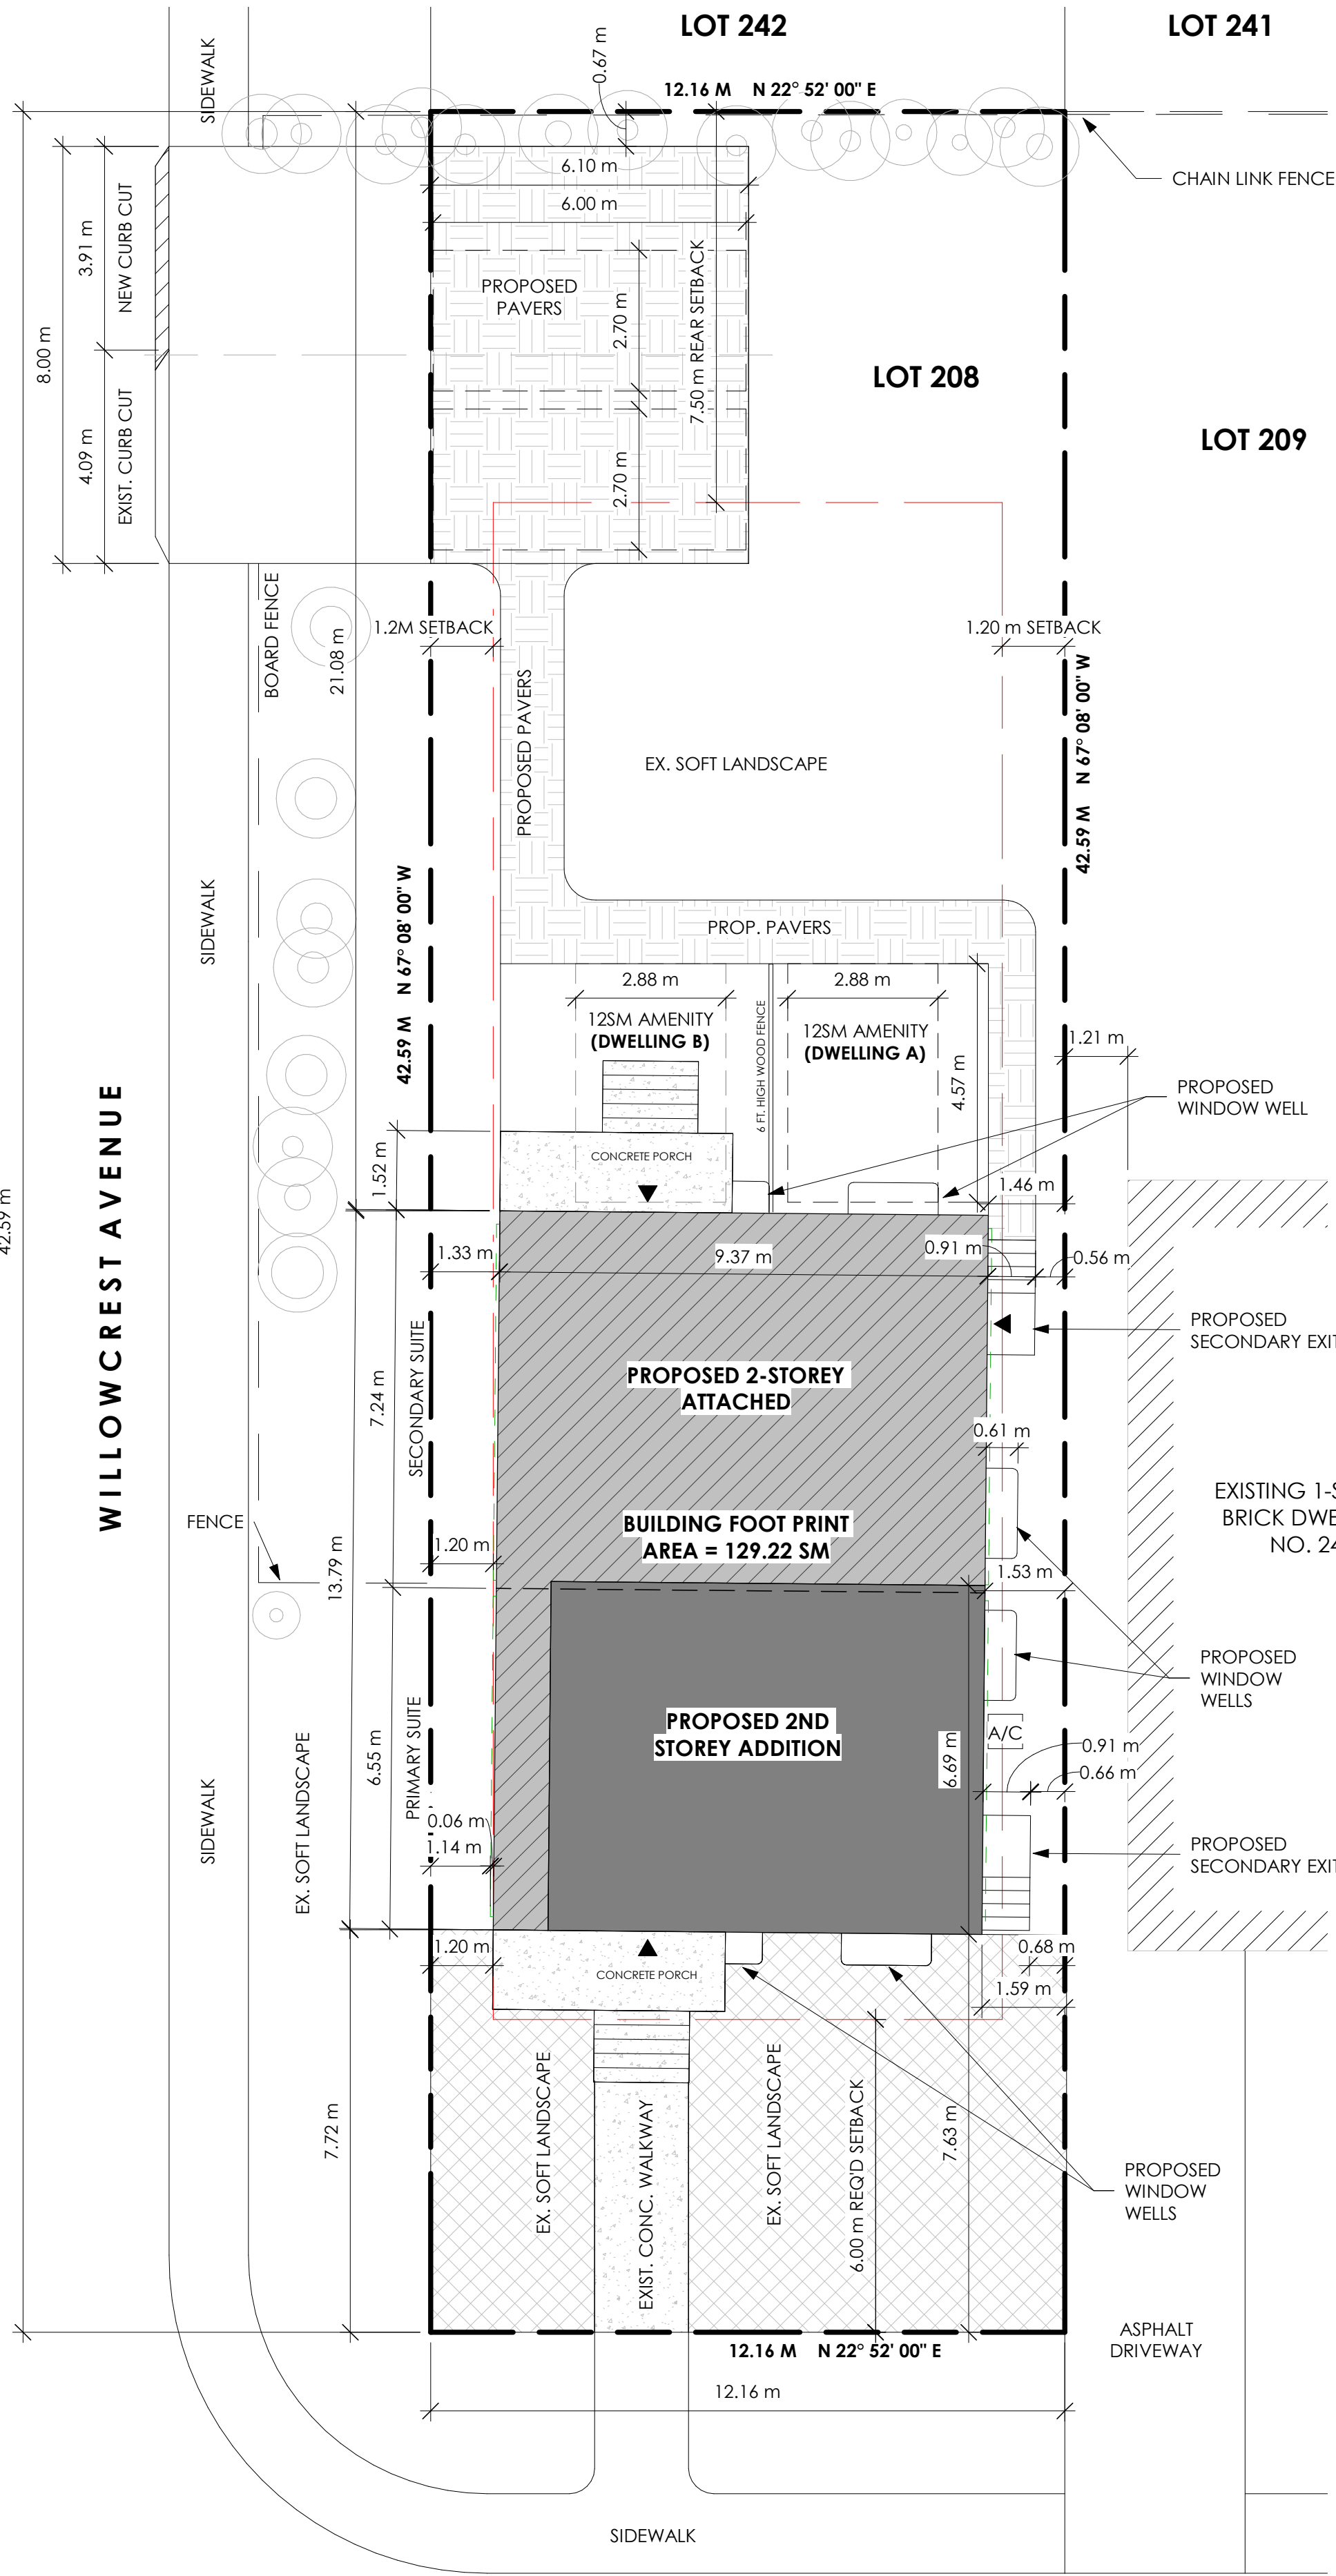 LOT 242
LOT 241
SIDEWALK
0.67 m
12.16 M N 22° 52' 00" E
CHAIN LINK FENCE
6.10 m
6.00 m
3.91 m
NEW CURB CUT
8.00 m
4.09 m
EXIST. CURB CUT
PROPOSED
PAVERS
2.70 m
7.50 m REAR SETBACK
2.70 m
LOT 208
LOT 209
BOARD FENCE
21.08 m
1.2M SETBACK
1.20 m SETBACK
PROPOSED PAVERS
EX. SOFT LANDSCAPE
42.59 M N 67° 08' 00" W
42.59 M N 67° 08' 00" W
SIDEWALK
PROP. PAVERS
2.88 m
2.88 m
12SM AMENITY
(DWELLING B)
6 FT. HIGH WOOD FENCE
12SM AMENITY
(DWELLING A)
4.57 m
1.21 m
PROPOSED
WINDOW WELL
WILLOWCREST AVENUE
42.59 m
1.52 m
CONCRETE PORCH
1.46 m
1.33 m
9.37 m
0.91 m
0.56 m
PROPOSED
SECONDARY EXIT
SECONDARY SUITE
7.24 m
PROPOSED 2-STOREY
ATTACHED
0.61 m
EXISTING 1-S
BRICK DWE
NO. 24
FENCE
13.79 m
1.20 m
BUILDING FOOT PRINT
AREA = 129.22 SM
1.53 m
PROPOSED
WINDOW
WELLS
PRIMARY SUITE
6.55 m
PROPOSED 2ND
STOREY ADDITION
6.69 m
A/C
0.91 m
0.66 m
SIDEWALK
EX. SOFT LANDSCAPE
0.06 m
1.14 m
PROPOSED
SECONDARY EXIT
1.20 m
CONCRETE PORCH
0.68 m
1.59 m
7.72 m
EX. SOFT LANDSCAPE
EXIST. CONC. WALKWAY
EX. SOFT LANDSCAPE
6.00 m REQ'D SETBACK
7.63 m
PROPOSED
WINDOW
WELLS
12.16 M N 22° 52' 00" E
ASPHALT
DRIVEWAY
12.16 m
SIDEWALK